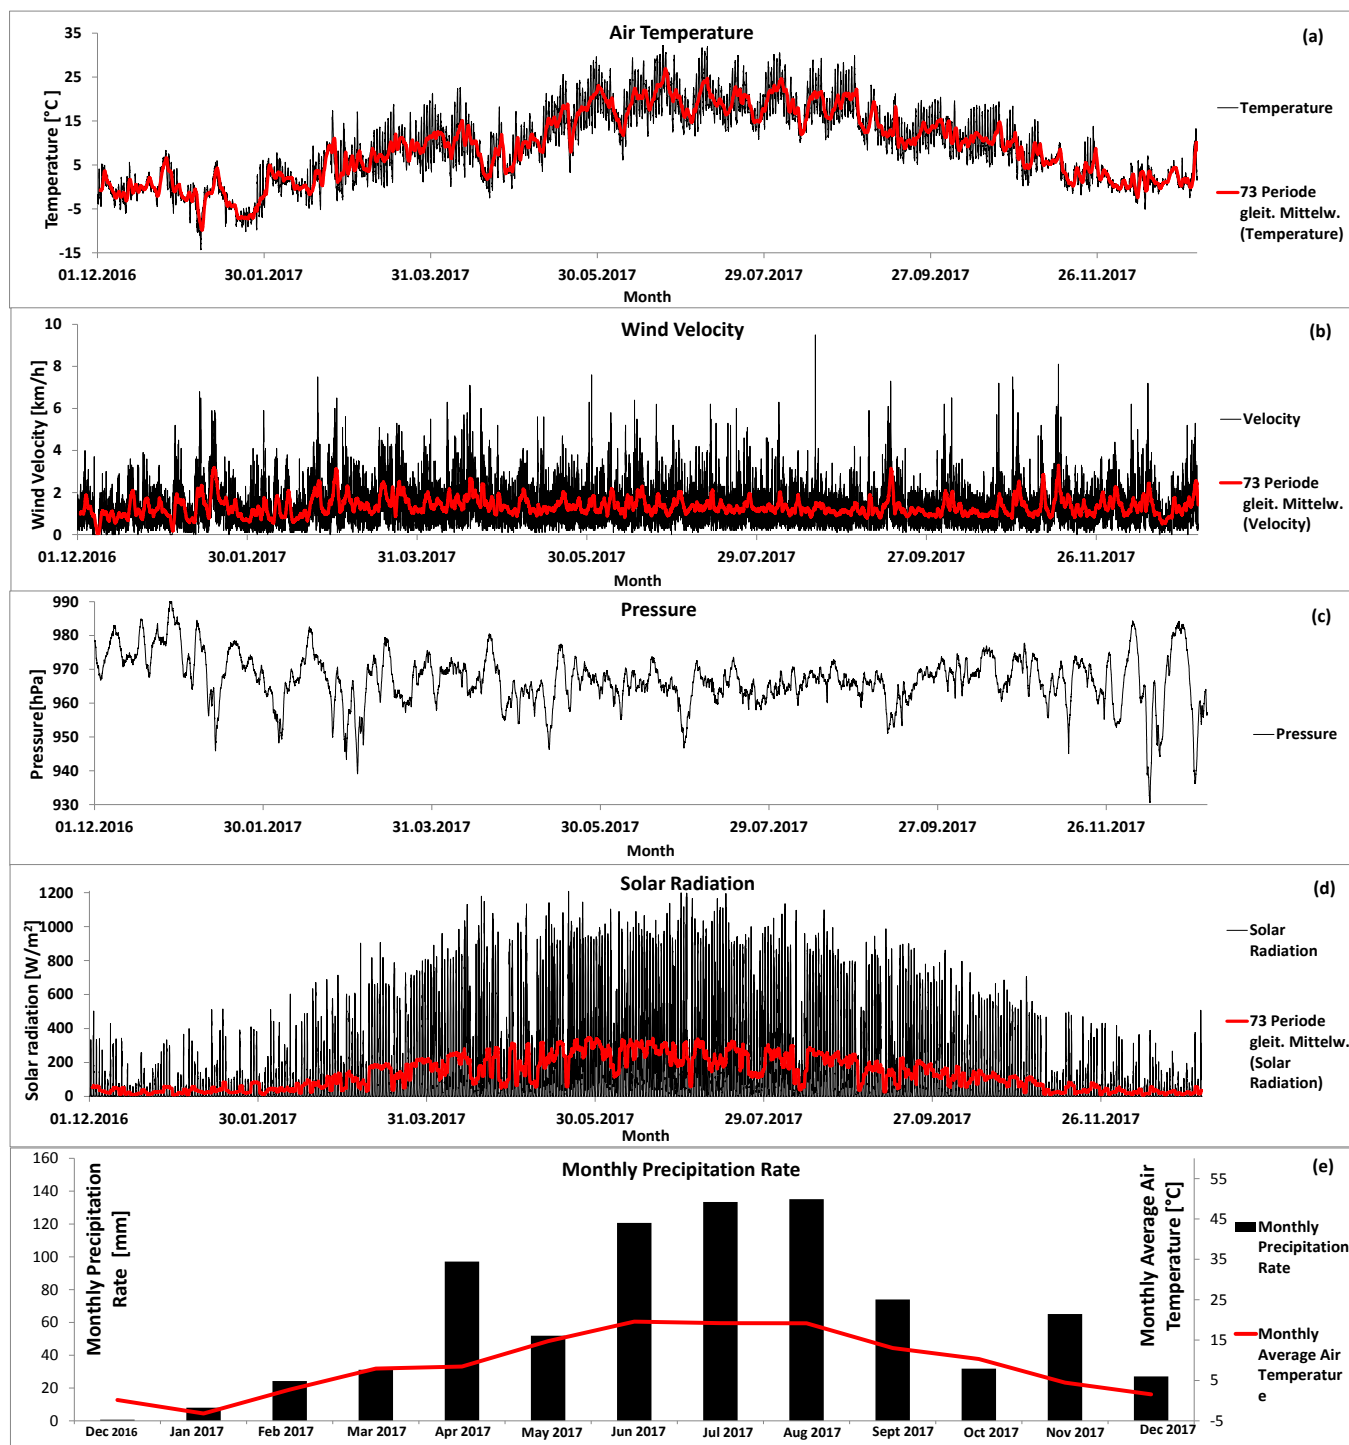 Air Temperature
(a)
Temperature [°C]
35
25
15
5
-5
-15
01.12.2016 30.01.2017 31.03.2017 30.05.2017 29.07.2017 27.09.2017 26.11.2017
Month
Temperature
73 Periode
gleit. Mittelw.
(Temperature)
Wind Velocity
(b)
Wind Velocity [km/h]
10
8
6
4
2
0
01.12.2016 30.01.2017 31.03.2017 30.05.2017 29.07.2017 27.09.2017 26.11.2017
Month
Velocity
73 Periode
gleit. Mittelw.
(Velocity)
Pressure
(c)
Pressure[hPa]
990
980
970
960
950
940
930
01.12.2016 30.01.2017 31.03.2017 30.05.2017 29.07.2017 27.09.2017 26.11.2017
Month
Pressure
Solar Radiation
(d)
Solar radiation [W/m²]
1200
1000
800
600
400
200
0
01.12.2016 30.01.2017 31.03.2017 30.05.2017 29.07.2017 27.09.2017 26.11.2017
Month
Solar
Radiation
73 Periode
gleit. Mittelw.
(Solar
Radiation)
Monthly Precipitation Rate
(e)
Monthly Precipitation
Rate [mm]
160
140
120
100
80
60
40
20
0
Dec 2016 Jan 2017 Feb 2017 Mar 2017 Apr 2017 May 2017 Jun 2017 Jul 2017 Aug 2017 Sept 2017 Oct 2017 Nov 2017 Dec 2017
Monthly Average Air
Temperature [°C]
55
45
35
25
15
5
-5
Monthly
Precipitation
Rate
Monthly
Average Air
Temperatur
e